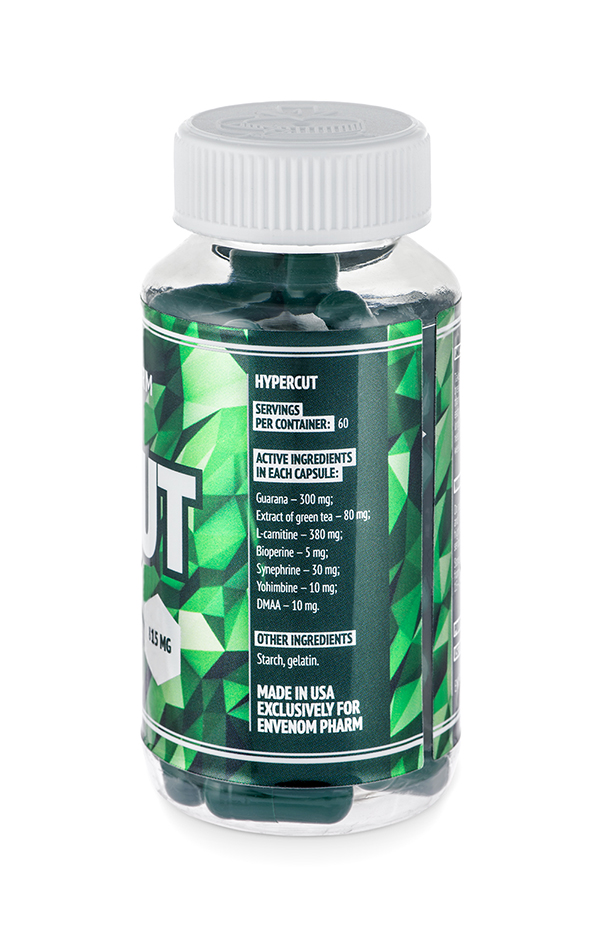 M
UT
15 MG
HYPERCUT
SERVINGS
PER CONTAINER: 60
ACTIVE INGREDIENTS
IN EACH CAPSULE:
Guarana – 300 mg;
Extract of green tea – 80 mg;
L-carnitine – 380 mg;
Bioperine – 5 mg;
Synephrine – 30 mg;
Yohimbine – 10 mg;
DMAA – 10 mg.
OTHER INGREDIENTS
Starch, gelatin.
MADE IN USA
EXCLUSIVELY FOR
ENVENOM PHARM